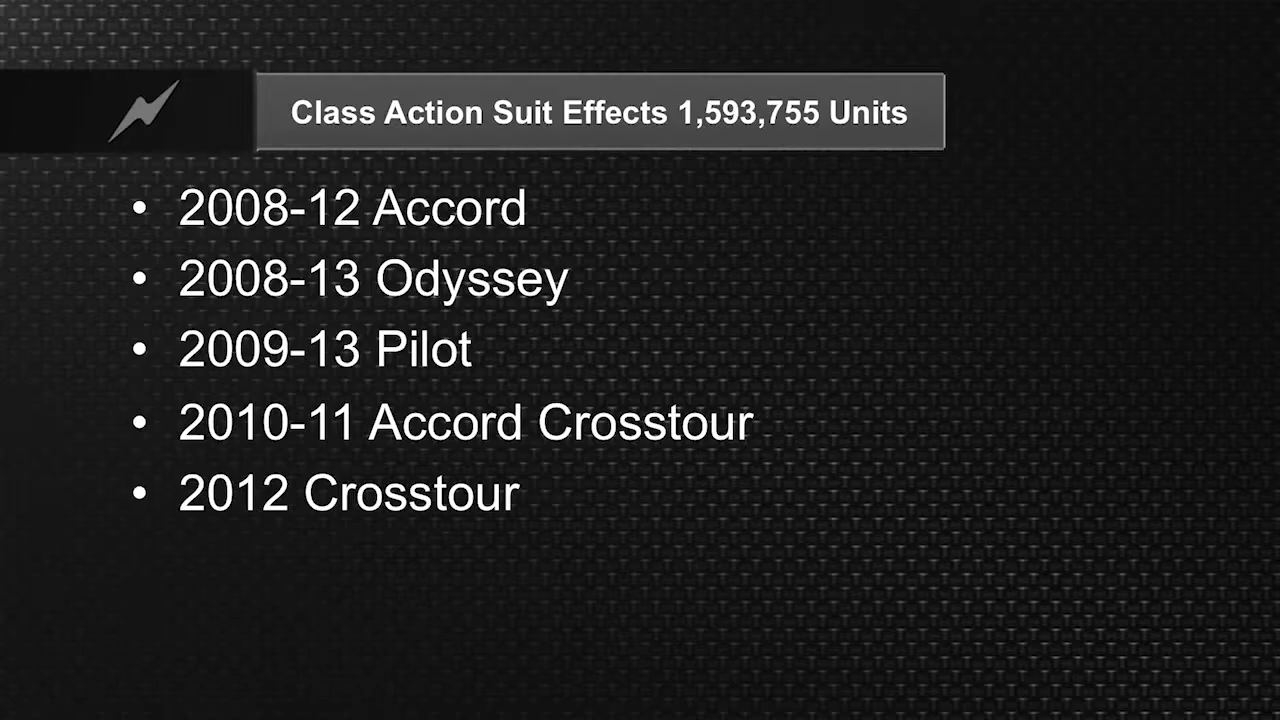 Class Action Suit Effects 1,593,755 Units
• 2008-12 Accord
• 2008-13 Odyssey
• 2009-13 Pilot
• 2010-11 Accord Crosstour
• 2012 Crosstour